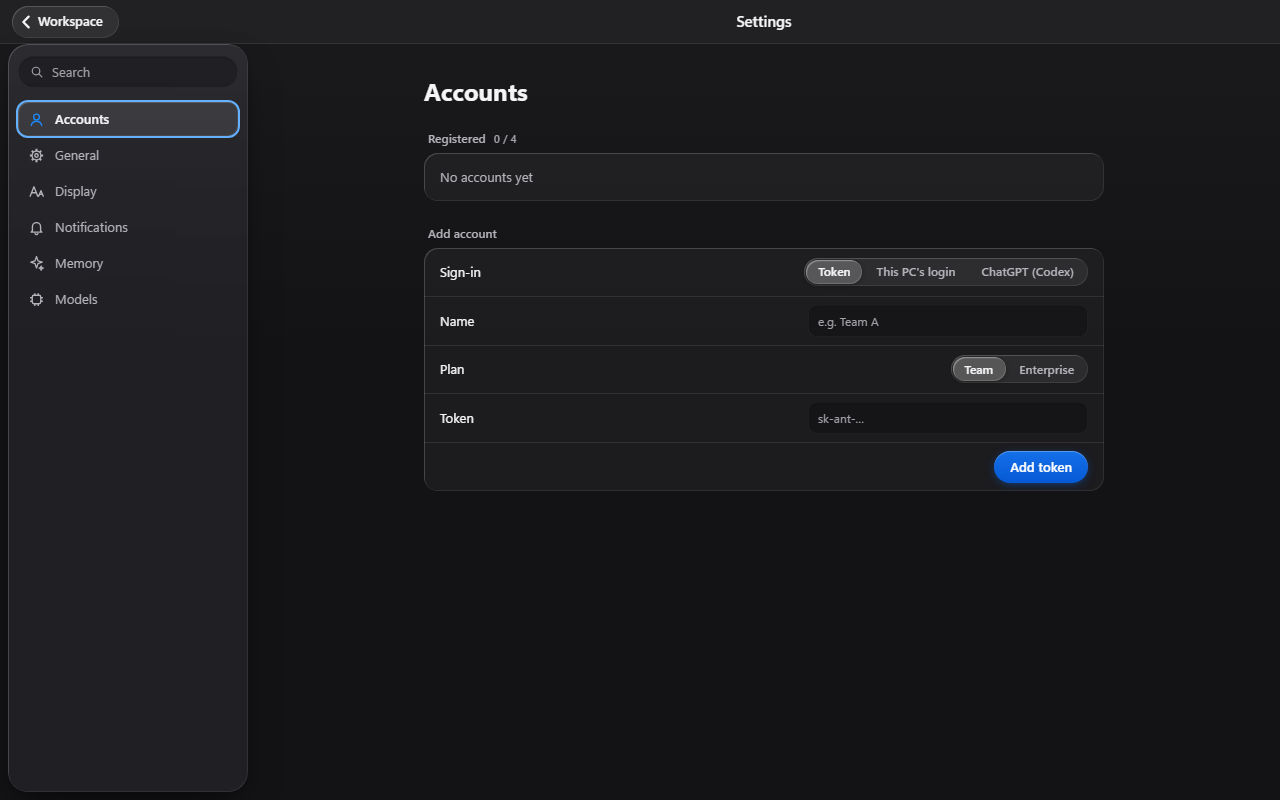 Workspace
Settings
Search
Accounts
General
Display
Notifications
Memory
Models
Accounts
Registered 0 / 4
No accounts yet
Add account
Sign-in Token This PC's login ChatGPT (Codex)
Name e.g. Team A
Plan Team Enterprise
Token sk-ant-...
Add token